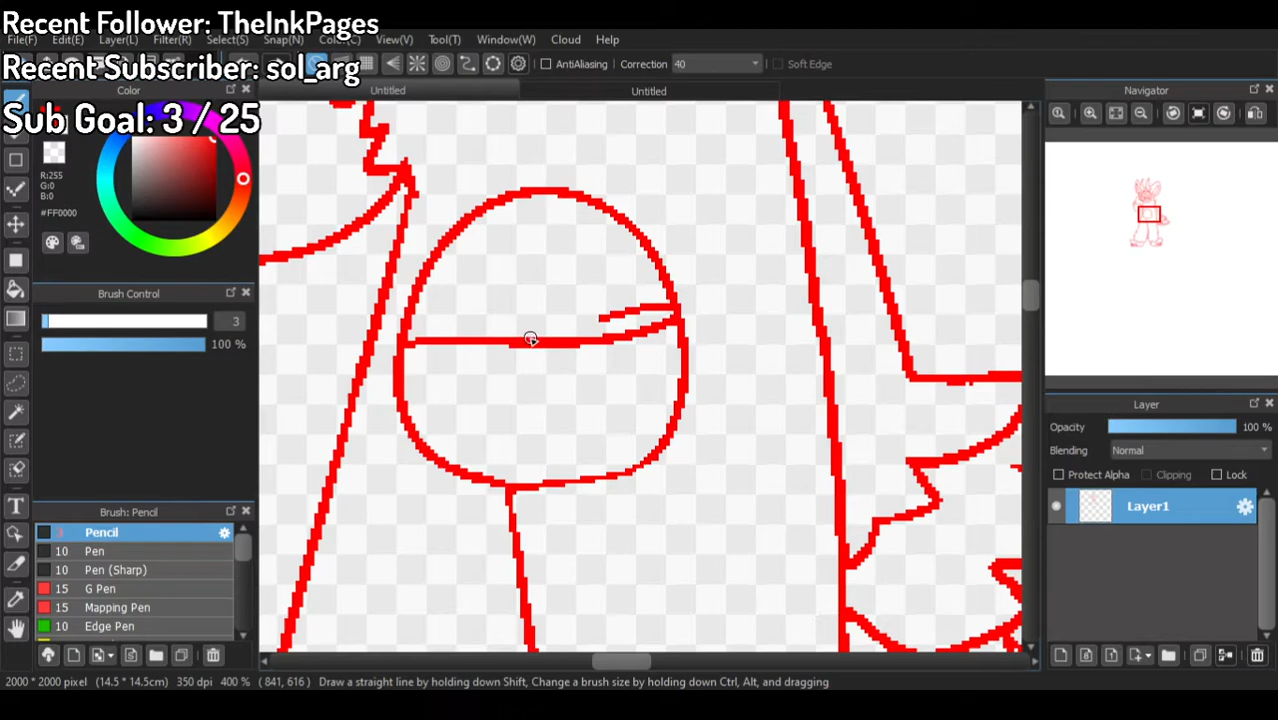 Recent Follower: TheInkPages
File(F) Edit(E) Layer(L) Filter(R) Select(S) Snap(N) Color(C) View(V) Tool(T) Window(W) Cloud Help
Recent Subscriber: sol_arg
AntiAliasing Correction 40 Soft Edge
Color Untitled Untitled Navigator
Sub Goal: 3 / 25
R:255
G:0
B:0
#FF0000
Brush Control
3
100 %
Layer
Opacity 100 %
Blending Normal
Protect Alpha Clipping Lock
Layer1
Brush: Pencil
3 Pencil
10 Pen
10 Pen (Sharp)
15 G Pen
15 Mapping Pen
10 Edge Pen
2000 * 2000 pixel (14.5 * 14.5cm) 350 dpi 400 % ( 841, 616 ) Draw a straight line by holding down Shift, Change a brush size by holding down Ctrl, Alt, and dragging